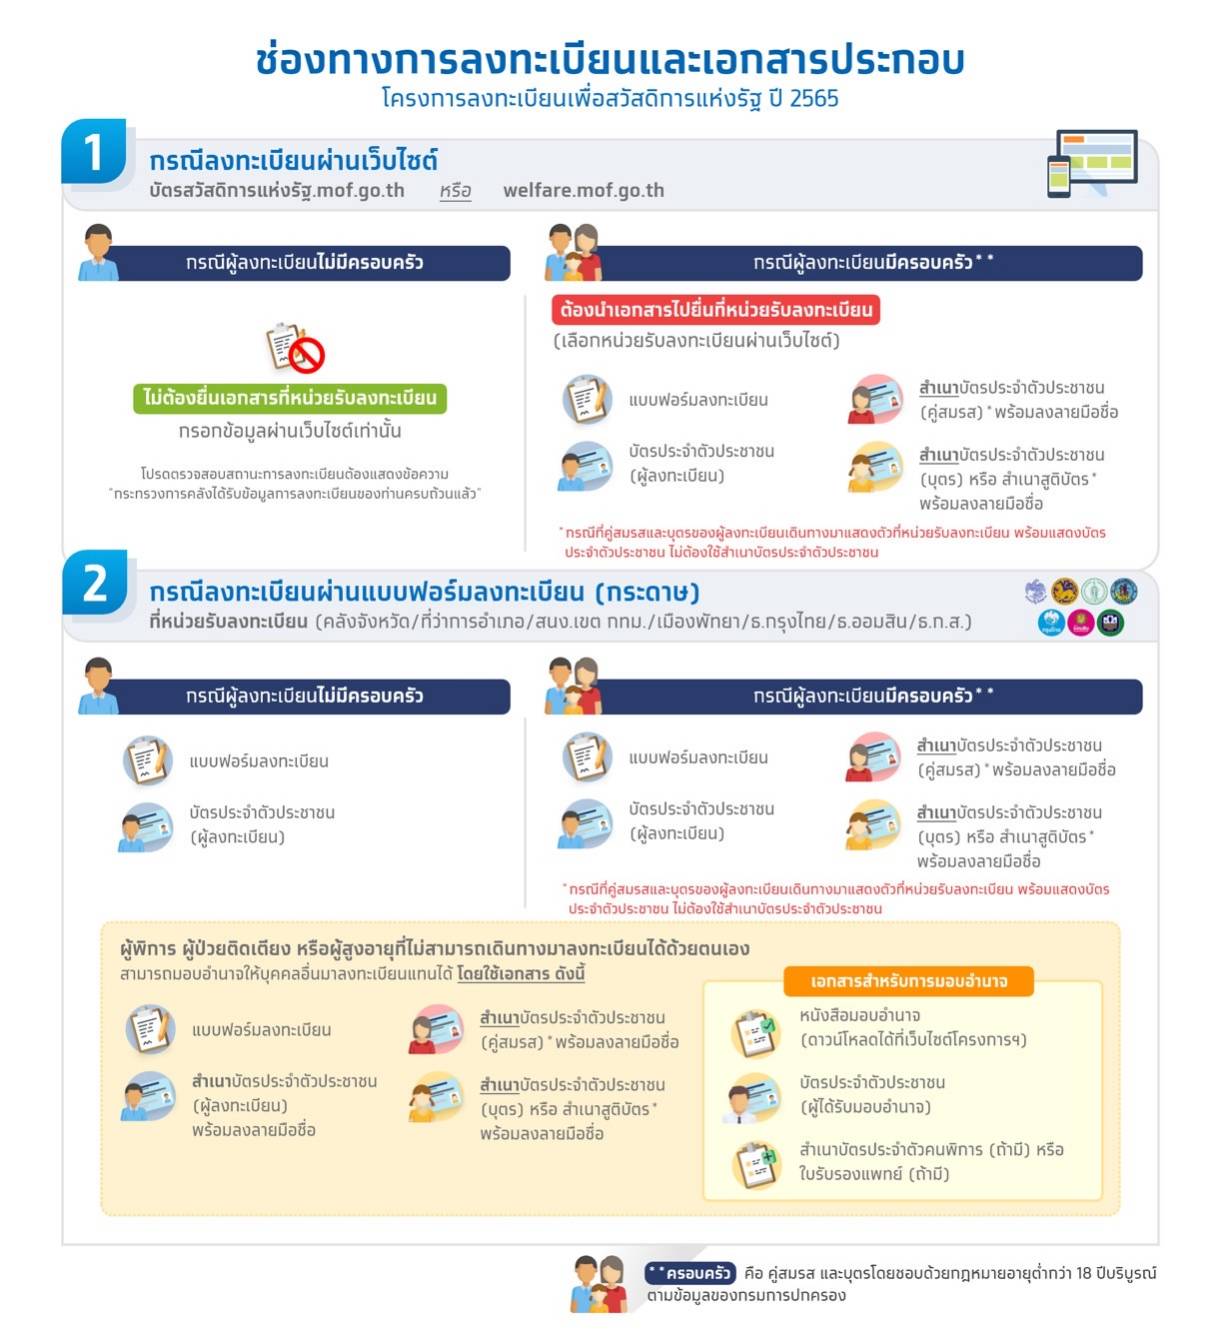 ช่องทางการลงทะเบียนและเอกสารประกอบ
โครงการลงทะเบียนเพื่อสวัสดิการแห่งรัฐ ปี 2565
1
กรณีลงทะเบียนผ่านเว็บไซต์
บัตรสวัสดิการแห่งรัฐ.mof.go.th หรือ welfare.mof.go.th
กรณีผู้ลงทะเบียนไม่มีครอบครัว
ไม่ต้องยื่นเอกสารที่หน่วยรับลงทะเบียน
กรอกข้อมูลผ่านเว็บไซต์เท่านั้น
โปรดตรวจสอบสถานะการลงทะเบียนต้องแสดงข้อความ
"กระทรวงการคลังได้รับข้อมูลการลงทะเบียนของท่านครบถ้วนแล้ว"
กรณีผู้ลงทะเบียนมีครอบครัว**
ต้องนำเอกสารไปยื่นที่หน่วยรับลงทะเบียน
(เลือกหน่วยรับลงทะเบียนผ่านเว็บไซต์)
แบบฟอร์มลงทะเบียน
บัตรประจำตัวประชาชน
(ผู้ลงทะเบียน)
สำเนาบัตรประจำตัวประชาชน
(คู่สมรส)*พร้อมลงลายมือชื่อ
สำเนาบัตรประจำตัวประชาชน
(บุตร) หรือ สำเนาสูติบัตร*
พร้อมลงลายมือชื่อ
*กรณีที่คู่สมรสและบุตรของผู้ลงทะเบียนเดินทางมาแสดงตัวที่หน่วยรับลงทะเบียน พร้อมแสดงบัตร
ประจำตัวประชาชน ไม่ต้องใช้สำเนาบัตรประจำตัวประชาชน
2
กรณีลงทะเบียนผ่านแบบฟอร์มลงทะเบียน (กระดาษ)
ที่หน่วยรับลงทะเบียน (คลังจังหวัด/ที่ว่าการอำเภอ/สนง.เขต กทม./เมืองพัทยา/ธ.กรุงไทย/ธ.ออมสิน/ธ.ก.ส.)
กรณีผู้ลงทะเบียนไม่มีครอบครัว
แบบฟอร์มลงทะเบียน
บัตรประจำตัวประชาชน
(ผู้ลงทะเบียน)
กรณีผู้ลงทะเบียนมีครอบครัว**
แบบฟอร์มลงทะเบียน
บัตรประจำตัวประชาชน
(ผู้ลงทะเบียน)
สำเนาบัตรประจำตัวประชาชน
(คู่สมรส)*พร้อมลงลายมือชื่อ
สำเนาบัตรประจำตัวประชาชน
(บุตร) หรือ สำเนาสูติบัตร*
พร้อมลงลายมือชื่อ
*กรณีที่คู่สมรสและบุตรของผู้ลงทะเบียนเดินทางมาแสดงตัวที่หน่วยรับลงทะเบียน พร้อมแสดงบัตร
ประจำตัวประชาชน ไม่ต้องใช้สำเนาบัตรประจำตัวประชาชน
ผู้พิการ ผู้ป่วยติดเตียง หรือผู้สูงอายุที่ไม่สามารถเดินทางมาลงทะเบียนได้ด้วยตนเอง
สามารถมอบอำนาจให้บุคคลอื่นมาลงทะเบียนแทนได้ โดยใช้เอกสาร ดังนี้
แบบฟอร์มลงทะเบียน
สำเนาบัตรประจำตัวประชาชน
(ผู้ลงทะเบียน)
พร้อมลงลายมือชื่อ
สำเนาบัตรประจำตัวประชาชน
(คู่สมรส)*พร้อมลงลายมือชื่อ
สำเนาบัตรประจำตัวประชาชน
(บุตร) หรือ สำเนาสูติบัตร*
พร้อมลงลายมือชื่อ
เอกสารสำหรับการมอบอำนาจ
หนังสือมอบอำนาจ
(ดาวน์โหลดได้ที่เว็บไซต์โครงการฯ)
บัตรประจำตัวประชาชน
(ผู้ได้รับมอบอำนาจ)
สำเนาบัตรประจำตัวคนพิการ (ถ้ามี) หรือ
ใบรับรองแพทย์ (ถ้ามี)
**ครอบครัว คือ คู่สมรส และบุตรโดยชอบด้วยกฎหมายอายุต่ำกว่า 18 ปีบริบูรณ์
ตามข้อมูลของกรมการปกครอง